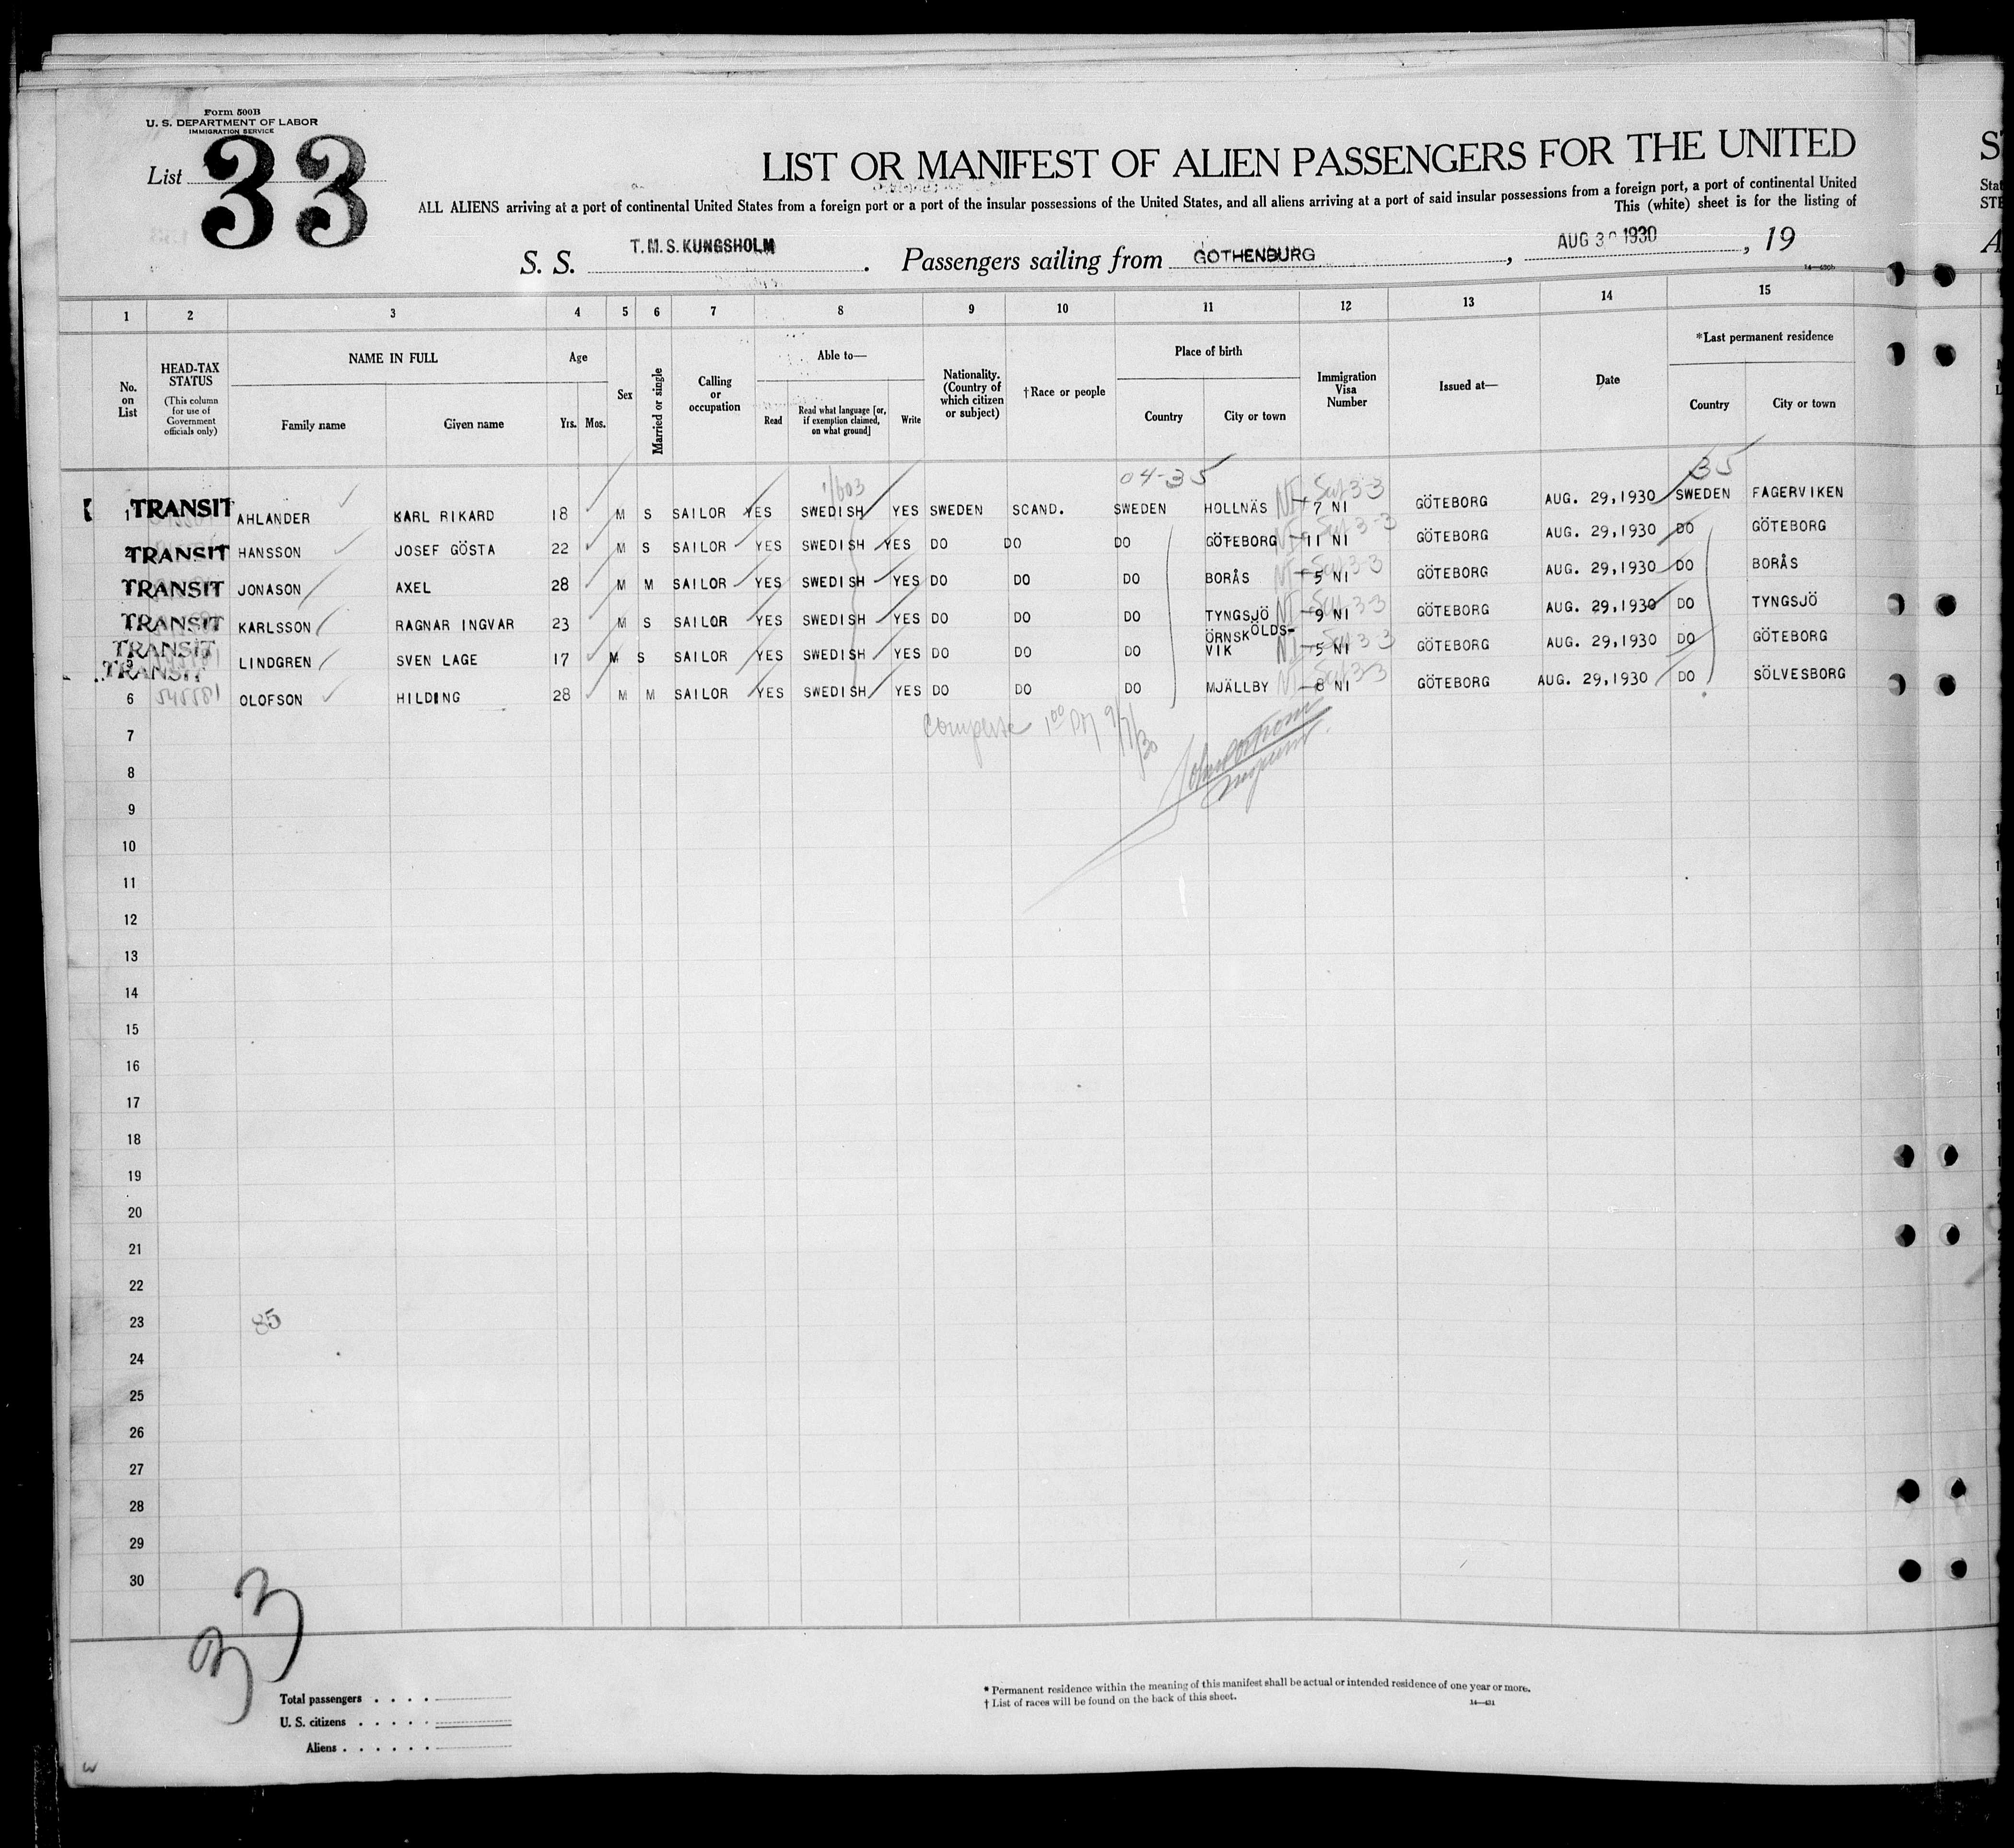 Form 500B
U. S. DEPARTMENT OF LABOR
IMMIGRATION SERVICE
List 33
LIST OR MANIFEST OF ALIEN PASSENGERS FOR THE UNITED
ALL ALIENS arriving at a port of continental United States from a foreign port or a port of the insular possessions of the United States, and all aliens arriving at a port of said insular possessions from a foreign port, a port of continental United
This (white) sheet is for the listing of
S. S. T. M. S. KUNGSHOLM. Passengers sailing from GOTHENBURG, AUG 30 1930, 19
14—430b
1 2 3 4 5 6 7 8 9 10 11 12 13 14 15
No. on List
HEAD-TAX STATUS (This column for use of Government officials only)
NAME IN FULL
Family name Given name
Age
Yrs. Mos.
Sex
Married or single
Calling or occupation
Able to—
Read
Read what language [or, if exemption claimed, on what ground]
Write
Nationality. (Country of which citizen or subject)
†Race or people
Place of birth
Country City or town
Immigration Visa Number
Issued at—
Date
*Last permanent residence
Country City or town
04-35 35
1 TRANSIT AHLANDER KARL RIKARD 18 M S SAILOR YES SWEDISH YES SWEDEN SCAND. SWEDEN HOLLNÄS 7 NI GÖTEBORG AUG. 29,1930 SWEDEN FAGERVIKEN
2 TRANSIT HANSSON JOSEF GÖSTA 22 M S SAILOR YES SWEDISH YES DO DO DO GÖTEBORG 11 NI GÖTEBORG AUG. 29,1930 DO GÖTEBORG
TRANSIT JONASON AXEL 28 M M SAILOR YES SWEDISH YES DO DO DO BORÅS 5 NI GÖTEBORG AUG. 29,1930 DO BORÅS
TRANSIT KARLSSON RAGNAR INGVAR 23 M S SAILOR YES SWEDISH YES DO DO DO TYNGSJÖ 9 NI GÖTEBORG AUG. 29,1930 DO TYNGSJÖ
TRANSIT LINDGREN SVEN LAGE 17 M S SAILOR YES SWEDISH YES DO DO DO ÖRNSKÖLDS-VIK 5 NI GÖTEBORG AUG. 29,1930 DO GÖTEBORG
TRANSIT
6 OLOFSON HILDING 28 M M SAILOR YES SWEDISH YES DO DO DO MJÄLLBY 8 NI GÖTEBORG AUG. 29,1930 DO SÖLVESBORG
7 1 00 PM 9/7/30
8
9
10
11
12
13
14
15
16
17
18
19
20
21
22
23 85
24
25
26
27
28
29
30
33
Total passengers . . . .
U. S. citizens . . . . .
Aliens . . . . . .
* Permanent residence within the meaning of this manifest shall be actual or intended residence of one year or more.
† List of races will be found on the back of this sheet.
14—431